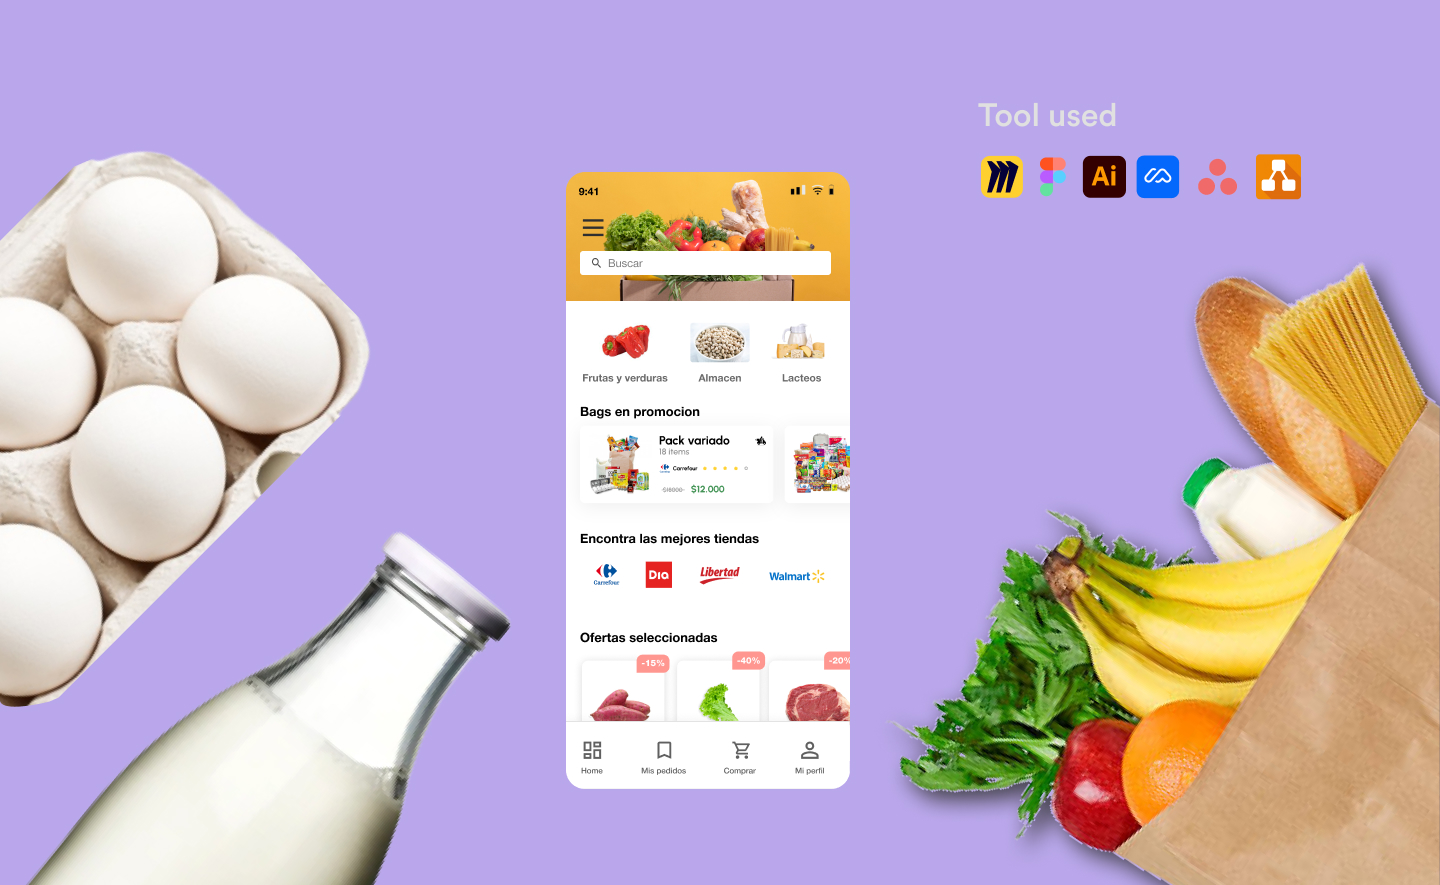 Tool used
Ai
9:41
Buscar
Frutas y verduras
Almacen
Lacteos
Bags en promocion
Pack variado
18 items
Carrefour
$12.000
Encontra las mejores tiendas
Carrefour
Dia
Libertad
Walmart
Ofertas seleccionadas
-15%
-40%
-20%
Home
Mis pedidos
Comprar
Mi perfil